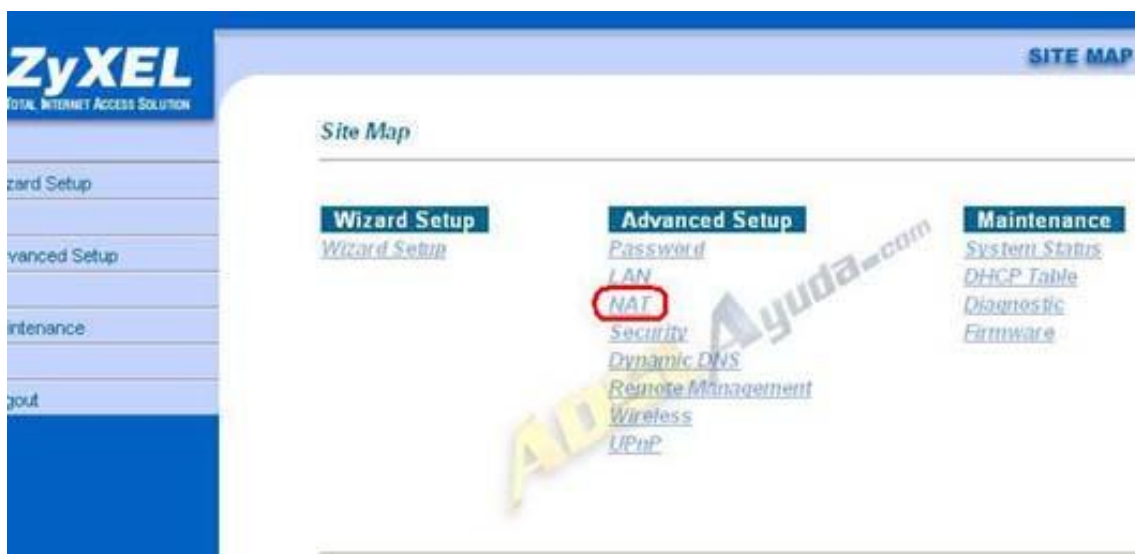 ZyXEL
TOTAL INTERNET ACCESS SOLUTION
SITE MAP
Site Map
zard Setup
vanced Setup
intenance
gout
Wizard Setup
Wizard Setup
Advanced Setup
Password
LAN
NAT
Security
Dynamic DNS
Remote Management
Wireless
UPnP
Maintenance
System Status
DHCP Table
Diagnostic
Firmware
ADSLAyuda.com